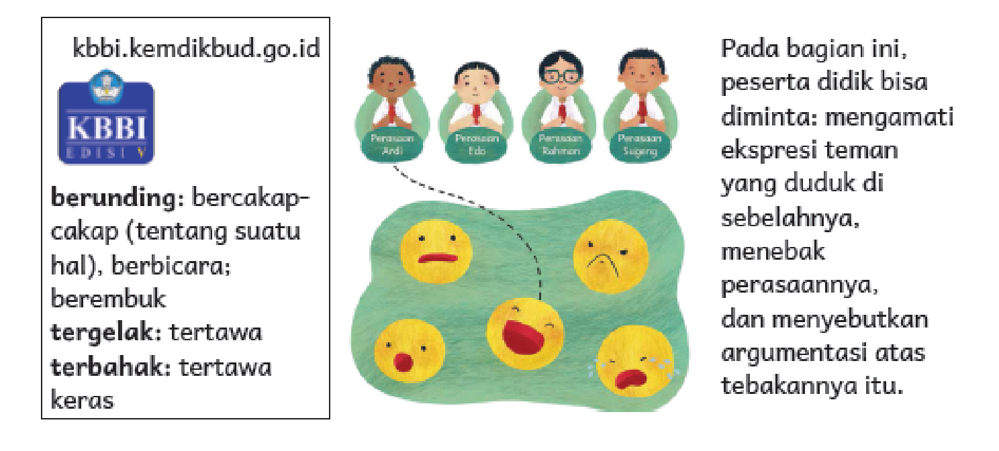 kbbi.kemdikbud.go.id
KBBI
EDISI V
berunding: bercakap-
cakap (tentang suatu
hal), berbicara;
berembuk
tergelak: tertawa
terbahak: tertawa
keras
Perasaan
Ardi
Perasaan
Edo
Perasaan
Rahman
Perasaan
Sugeng
Pada bagian ini,
peserta didik bisa
diminta: mengamati
ekspresi teman
yang duduk di
sebelahnya,
menebak
perasaannya,
dan menyebutkan
argumentasi atas
tebakannya itu.